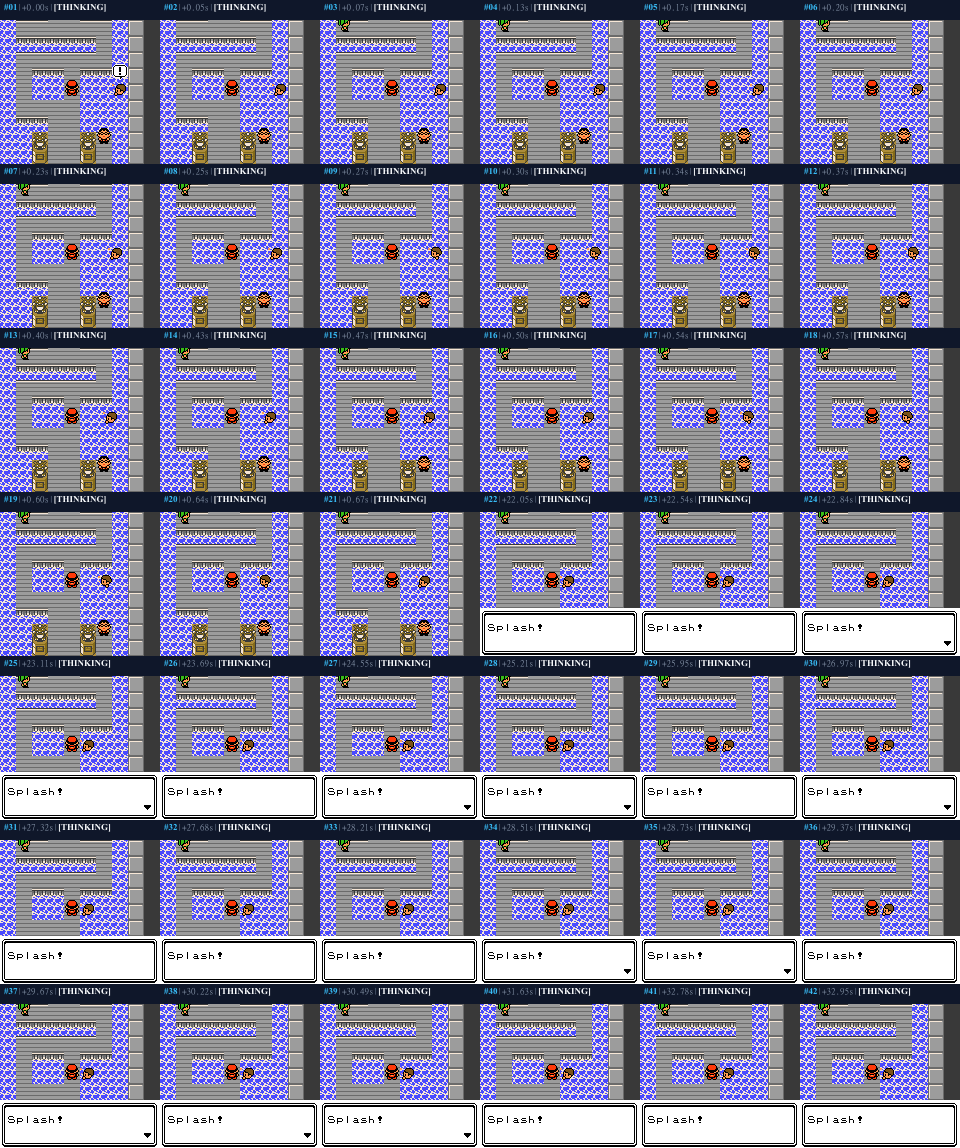 #01|+0.00s|[THINKING] #02|+0.05s|[THINKING] #03|+0.07s|[THINKING] #04|+0.13s|[THINKING] #05|+0.17s|[THINKING] #06|+0.20s|[THINKING]
!
#07|+0.23s|[THINKING] #08|+0.25s|[THINKING] #09|+0.27s|[THINKING] #10|+0.30s|[THINKING] #11|+0.34s|[THINKING] #12|+0.37s|[THINKING]
#13|+0.40s|[THINKING] #14|+0.43s|[THINKING] #15|+0.47s|[THINKING] #16|+0.50s|[THINKING] #17|+0.54s|[THINKING] #18|+0.57s|[THINKING]
#19|+0.60s|[THINKING] #20|+0.64s|[THINKING] #21|+0.67s|[THINKING] #22|+22.05s|[THINKING] #23|+22.54s|[THINKING] #24|+22.84s|[THINKING]
Splash! Splash! Splash!
#25|+23.11s|[THINKING] #26|+23.69s|[THINKING] #27|+24.55s|[THINKING] #28|+25.21s|[THINKING] #29|+25.95s|[THINKING] #30|+26.97s|[THINKING]
Splash! Splash! Splash! Splash! Splash! Splash!
#31|+27.32s|[THINKING] #32|+27.68s|[THINKING] #33|+28.21s|[THINKING] #34|+28.51s|[THINKING] #35|+28.73s|[THINKING] #36|+29.37s|[THINKING]
Splash! Splash! Splash! Splash! Splash! Splash!
#37|+29.67s|[THINKING] #38|+30.22s|[THINKING] #39|+30.49s|[THINKING] #40|+31.63s|[THINKING] #41|+32.78s|[THINKING] #42|+32.95s|[THINKING]
Splash! Splash! Splash! Splash! Splash! Splash!